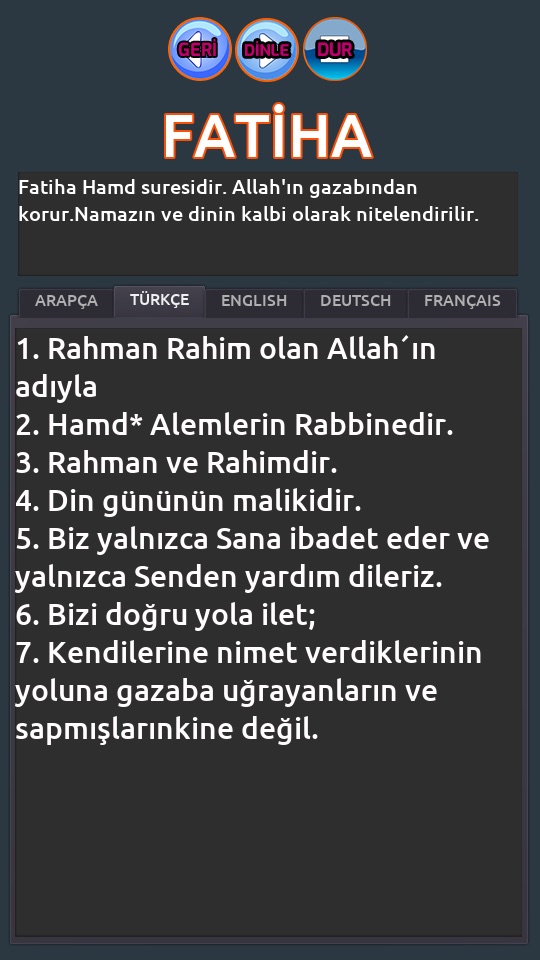 GERİ DİNLE DUR
FATİHA
Fatiha Hamd suresidir. Allah'ın gazabından
korur.Namazın ve dinin kalbi olarak nitelendirilir.
ARAPÇA TÜRKÇE ENGLISH DEUTSCH FRANÇAIS
1. Rahman Rahim olan Allah´ın
adıyla
2. Hamd* Alemlerin Rabbinedir.
3. Rahman ve Rahimdir.
4. Din gününün malikidir.
5. Biz yalnızca Sana ibadet eder ve
yalnızca Senden yardım dileriz.
6. Bizi doğru yola ilet;
7. Kendilerine nimet verdiklerinin
yoluna gazaba uğrayanların ve
sapmışlarınkine değil.